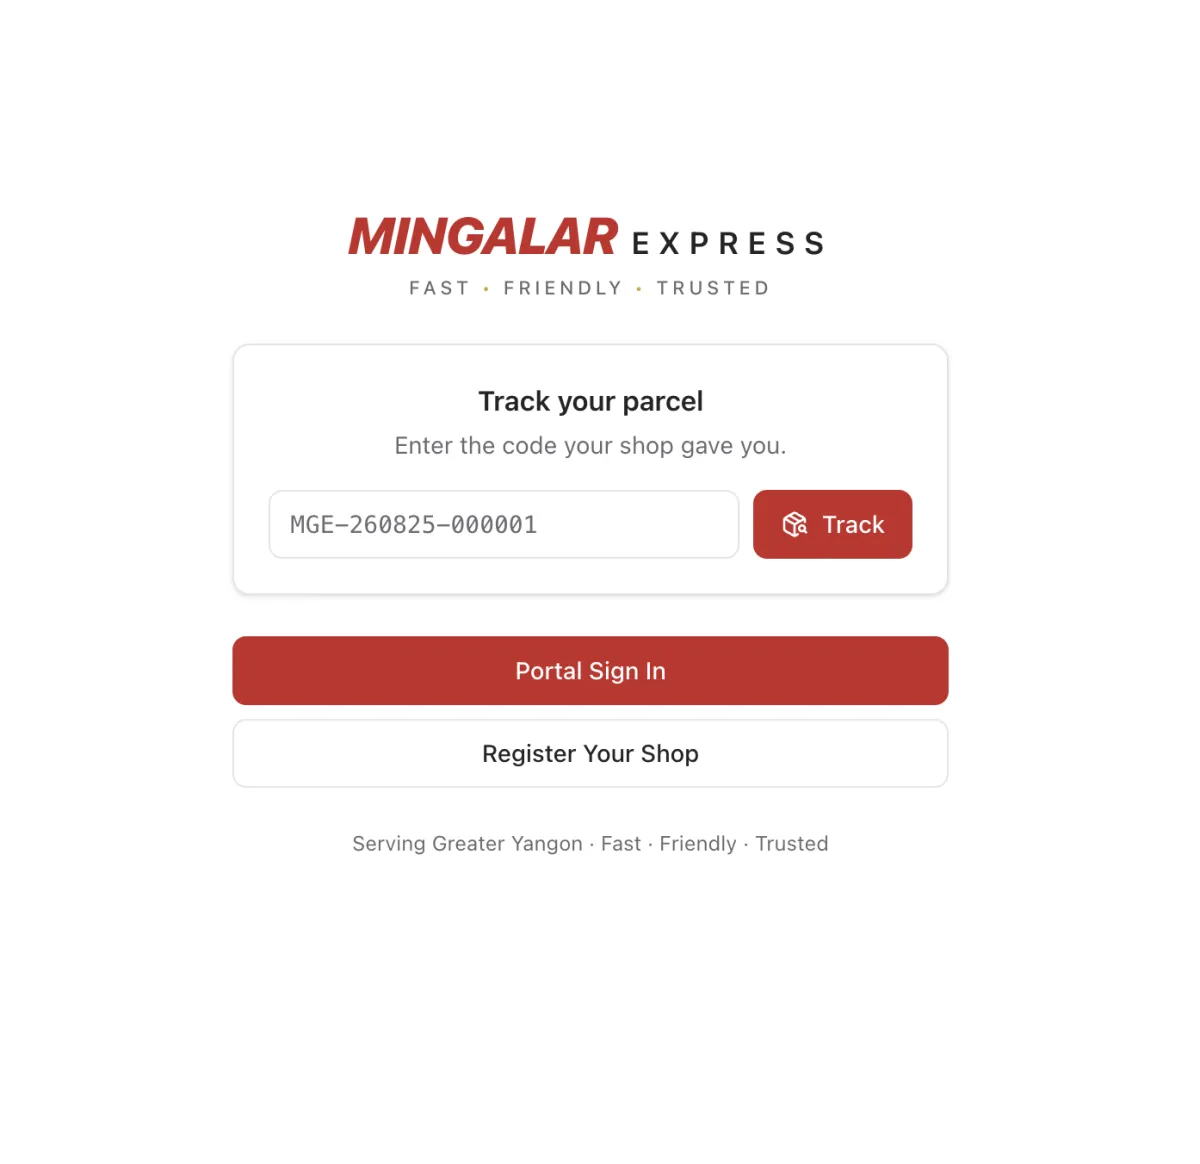 MINGALAR EXPRESS
FAST • FRIENDLY • TRUSTED
Track your parcel
Enter the code your shop gave you.
MGE-260825-000001
Track
Portal Sign In
Register Your Shop
Serving Greater Yangon · Fast · Friendly · Trusted